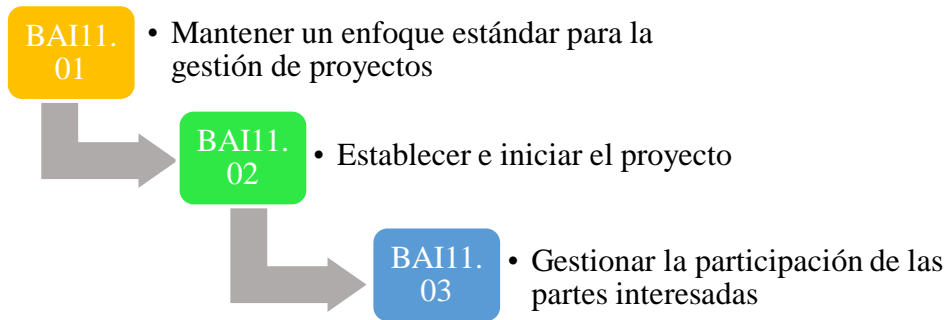 BAI11.
01
• Mantener un enfoque estándar para la
gestión de proyectos
BAI11.
02
• Establecer e iniciar el proyecto
BAI11.
03
• Gestionar la participación de las
partes interesadas